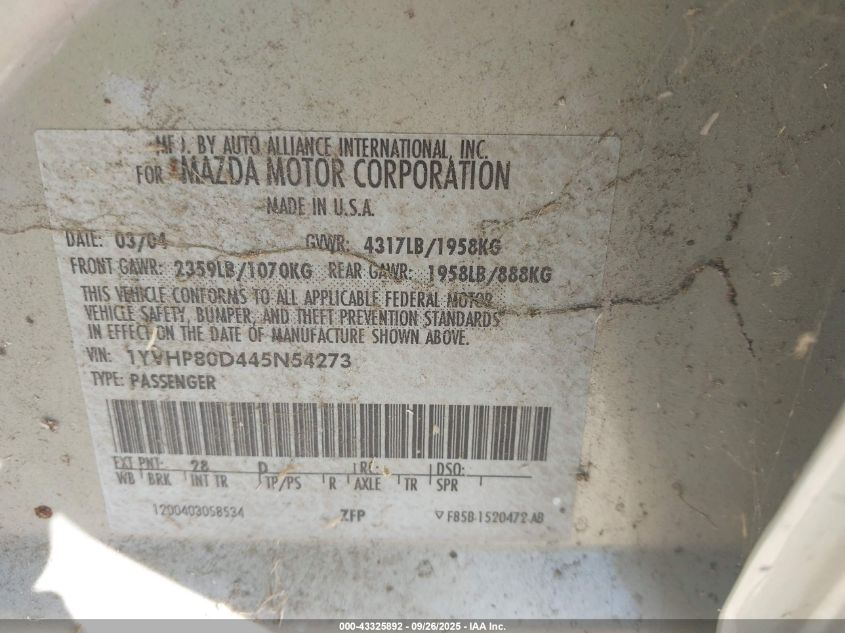 MFD. BY AUTO ALLIANCE INTERNATIONAL, INC.
FOR MAZDA MOTOR CORPORATION
MADE IN U.S.A.
DATE: 03/04 GVWR: 4317LB/1958KG
FRONT GAWR: 2359LB/1070KG REAR GAWR: 1958LB/888KG
THIS VEHICLE CONFORMS TO ALL APPLICABLE FEDERAL MOTOR
VEHICLE SAFETY, BUMPER, AND THEFT PREVENTION STANDARDS
IN EFFECT ON THE DATE OF MANUFACTURE SHOWN ABOVE.
VIN: 1YVHP80D445N54273
TYPE: PASSENGER
EXT PNT: 28 D RC: DSO:
WB BRK INT TR TP/PS R AXLE TR SPR
1200403058534 ZFP F85B-1520472-AB
000-43325892 - 09/26/2025 - IAA Inc.